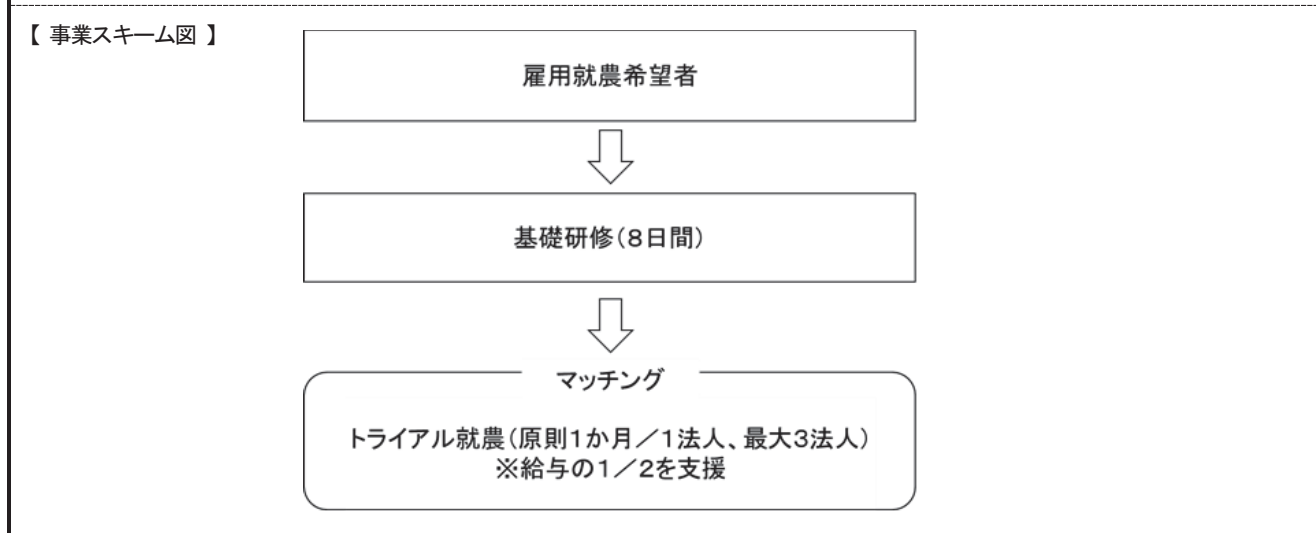 【 事業スキーム図 】
雇用就農希望者
基礎研修（8日間）
マッチング
トライアル就農（原則1か月／1法人、最大3法人）
※給与の1／2を支援